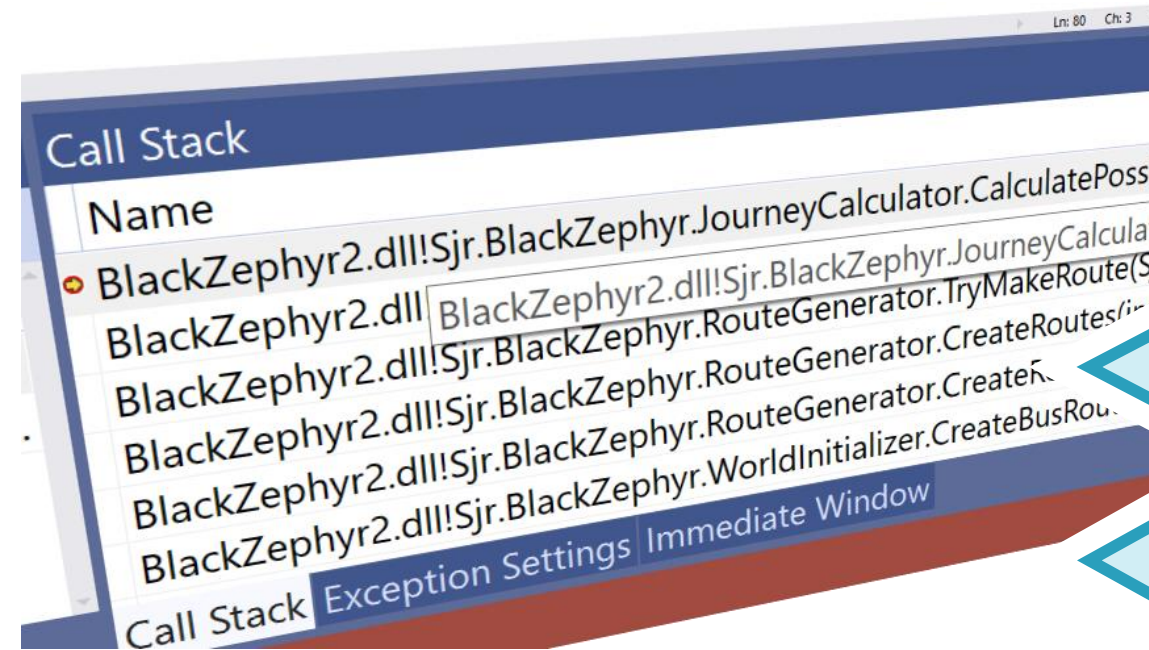 Ln: 80 Ch: 3
Call Stack
Name
BlackZephyr2.dll!Sjr.BlackZephyr.JourneyCalculator.CalculatePoss
BlackZephyr2.dll
BlackZephyr2.dll!Sjr.BlackZephyr.JourneyCalcula
BlackZephyr2.dll!Sjr.BlackZephyr.RouteGenerator.TryMakeRoute(
BlackZephyr2.dll!Sjr.BlackZephyr.RouteGenerator.CreateRoutes(
BlackZephyr2.dll!Sjr.BlackZephyr.RouteGenerator.CreateR
BlackZephyr2.dll!Sjr.BlackZephyr.WorldInitializer.CreateBusRou
Call Stack Exception Settings Immediate Window